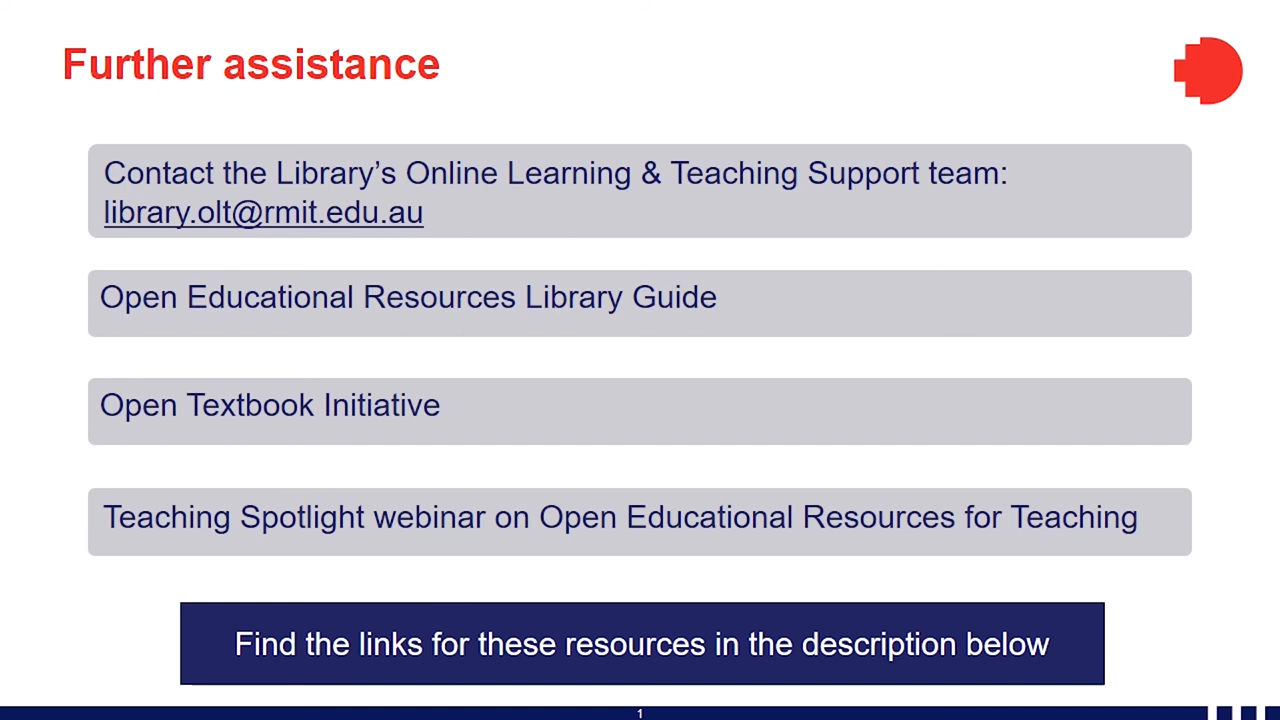 Further assistance
Contact the Library’s Online Learning & Teaching Support team:
library.olt@rmit.edu.au
Open Educational Resources Library Guide
Open Textbook Initiative
Teaching Spotlight webinar on Open Educational Resources for Teaching
Find the links for these resources in the description below
1